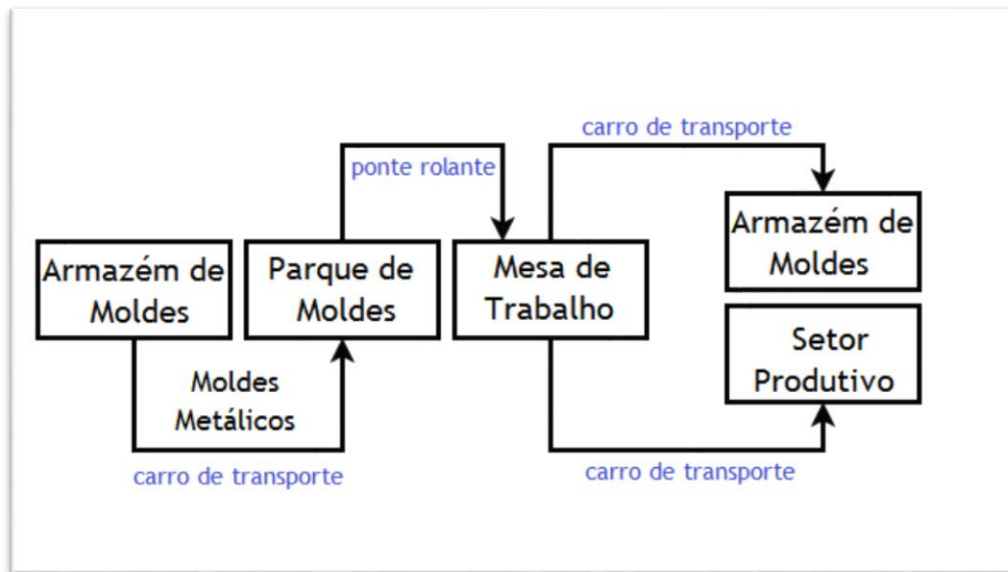 carro de transporte
ponte rolante
Armazém de
Moldes
Parque de
Moldes
Mesa de
Trabalho
Armazém de
Moldes
Setor
Produtivo
Moldes
Metálicos
carro de transporte
carro de transporte